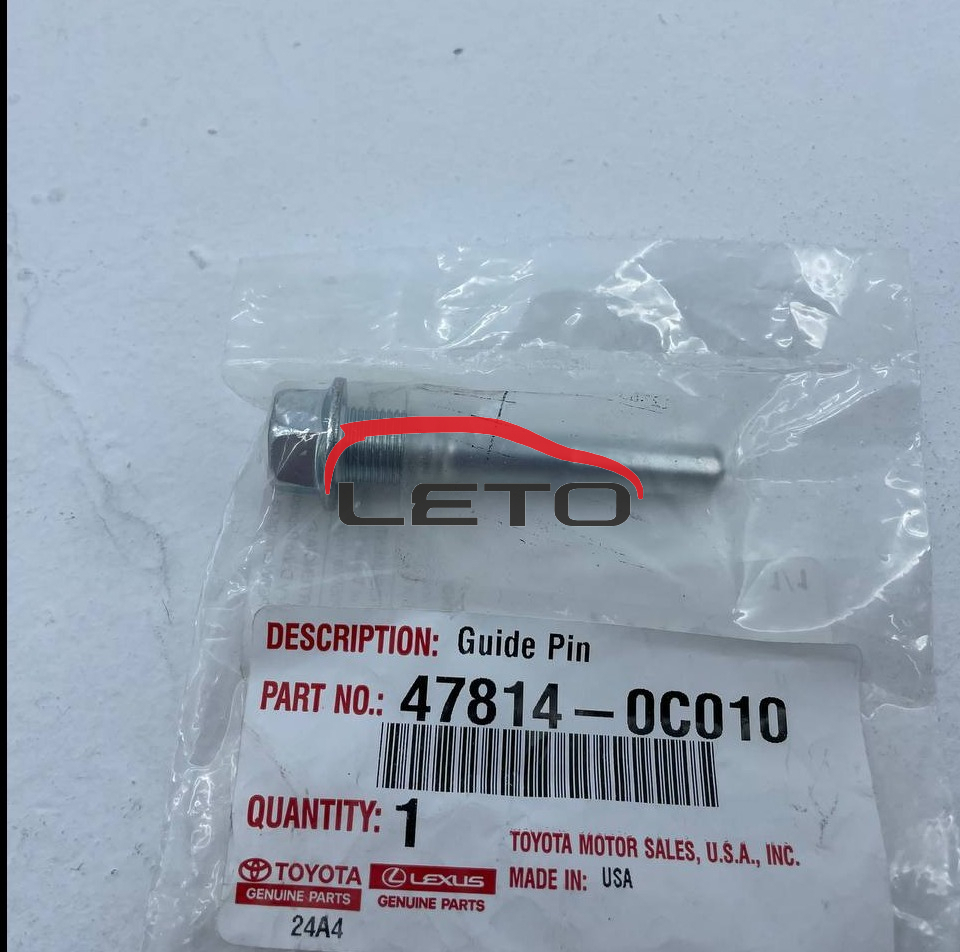 LETO
DESCRIPTION: Guide Pin
PART NO.: 47814-0C010
QUANTITY: 1
TOYOTA MOTOR SALES, U.S.A., INC.
TOYOTA
GENUINE PARTS
LEXUS
GENUINE PARTS
MADE IN: USA
24A4